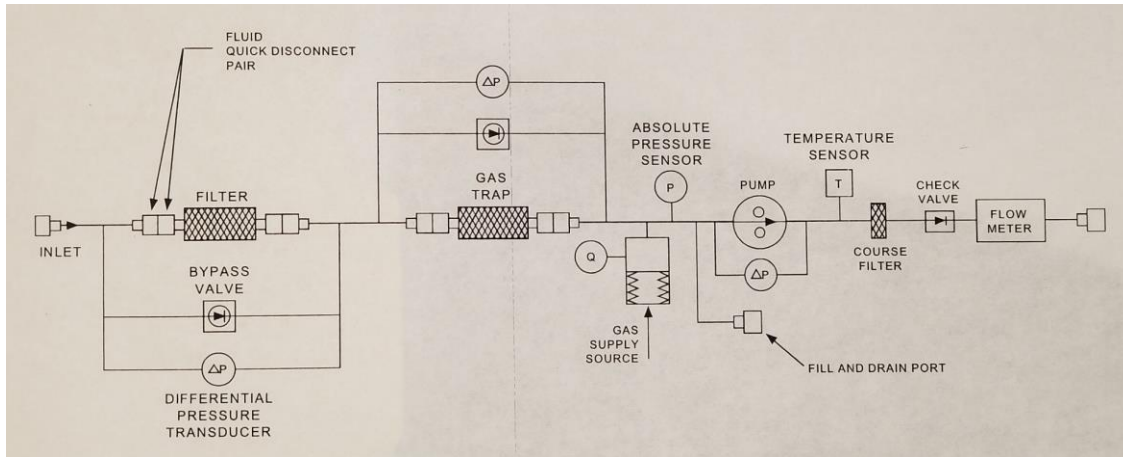 FLUID
QUICK DISCONNECT
PAIR
ΔP
ABSOLUTE
PRESSURE
SENSOR
TEMPERATURE
SENSOR
FILTER
GAS
TRAP
P
PUMP
T
CHECK
VALVE
FLOW
METER
INLET
COURSE
FILTER
BYPASS
VALVE
Q
ΔP
GAS
SUPPLY
SOURCE
FILL AND DRAIN PORT
ΔP
DIFFERENTIAL
PRESSURE
TRANSDUCER